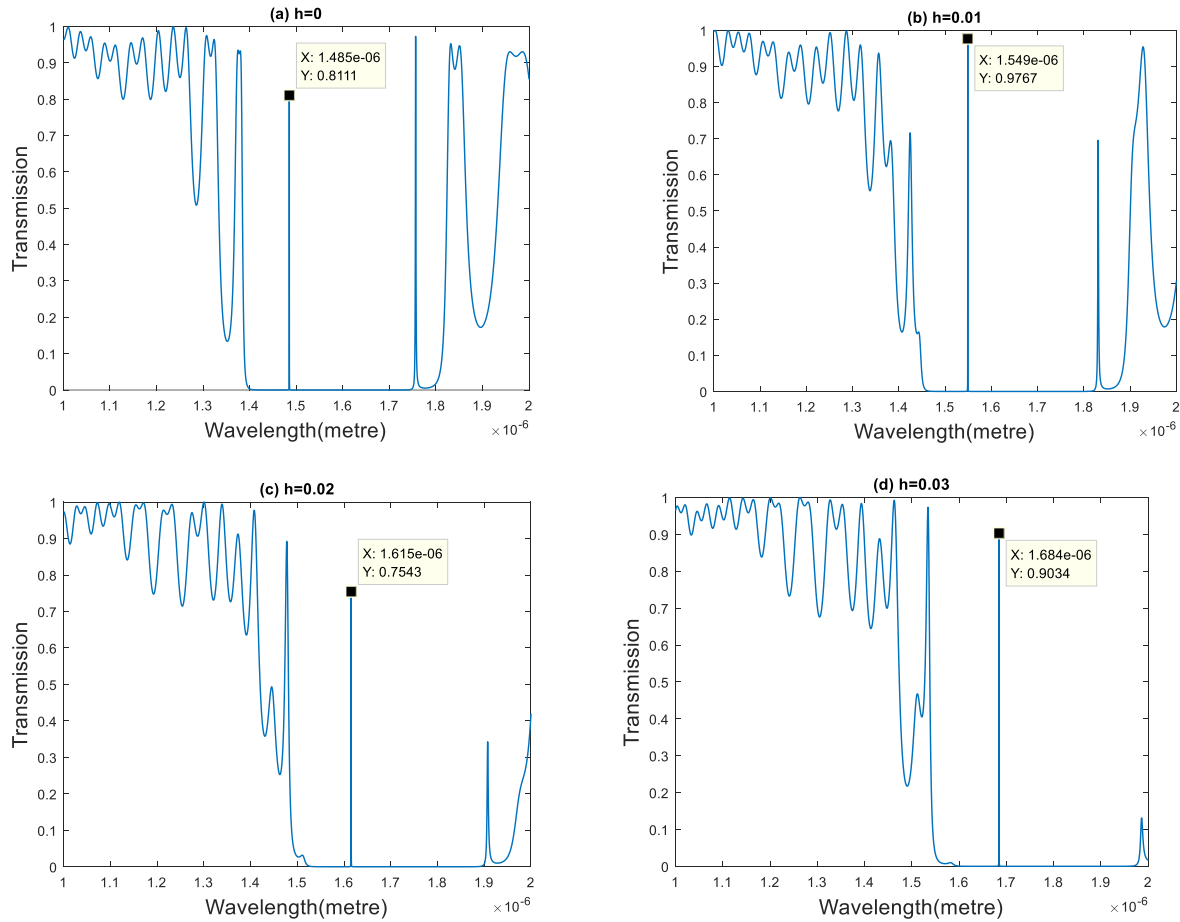 (a) h=0
X: 1.485e-06
Y: 0.8111
1
0.9
0.8
0.7
0.6
0.5
0.4
0.3
0.2
0.1
0
Transmission
1 1.1 1.2 1.3 1.4 1.5 1.6 1.7 1.8 1.9 2
Wavelength(metre)
×10-6
(b) h=0.01
X: 1.549e-06
Y: 0.9767
1
0.9
0.8
0.7
0.6
0.5
0.4
0.3
0.2
0.1
0
Transmission
1 1.1 1.2 1.3 1.4 1.5 1.6 1.7 1.8 1.9 2
Wavelength(metre)
×10-6
(c) h=0.02
X: 1.615e-06
Y: 0.7543
1
0.9
0.8
0.7
0.6
0.5
0.4
0.3
0.2
0.1
0
Transmission
1 1.1 1.2 1.3 1.4 1.5 1.6 1.7 1.8 1.9 2
Wavelength(metre)
×10-6
(d) h=0.03
X: 1.684e-06
Y: 0.9034
1
0.9
0.8
0.7
0.6
0.5
0.4
0.3
0.2
0.1
0
Transmission
1 1.1 1.2 1.3 1.4 1.5 1.6 1.7 1.8 1.9 2
Wavelength(metre)
×10-6